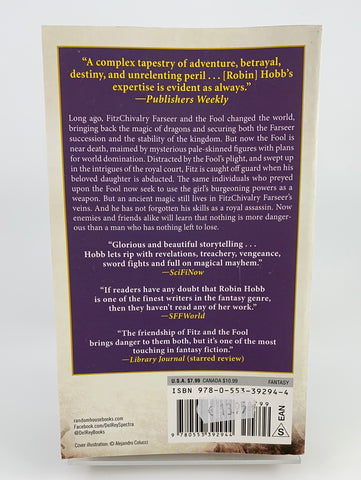 "A complex tapestry of adventure, betrayal,
destiny, and unrelenting peril . . . [Robin] Hobb's
expertise is evident as always."
—Publishers Weekly
Long ago, FitzChivalry Farseer and the Fool changed the world,
bringing back the magic of dragons and securing both the Farseer
succession and the stability of the kingdom. But now the Fool is
near death, maimed by mysterious pale-skinned figures with plans
for world domination. Distracted by the Fool's plight, and swept up
in the intrigues of the royal court, Fitz is caught off guard when his
beloved daughter is abducted. The same individuals who preyed
upon the Fool now seek to use the girl's burgeoning powers as a
weapon. But an ancient magic still lives in FitzChivalry Farseer's
veins. And he has not forgotten his skills as a royal assassin. Now
enemies and friends alike will learn that nothing is more danger-
ous than a man who has nothing left to lose.
"Glorious and beautiful storytelling . . .
Hobb lets rip with revelations, treachery, vengeance,
sword fights and full on magical mayhem."
—SciFiNow
"If readers have any doubt that Robin Hobb
is one of the finest writers in the fantasy genre,
then they haven't read any of her work."
—SFFWorld
"The friendship of Fitz and the Fool
brings danger to them both, but it's one of the most
touching in fantasy fiction."
—Library Journal (starred review)
U.S.A. $7.99 CANADA $10.99 FANTASY
ISBN 978-0-553-39294-4
randomhousebooks.com
Facebook.com/DelReySpectra
@DelReyBooks
Cover illustration: © Alejandro Colucci
9 780553 392944
S EAN